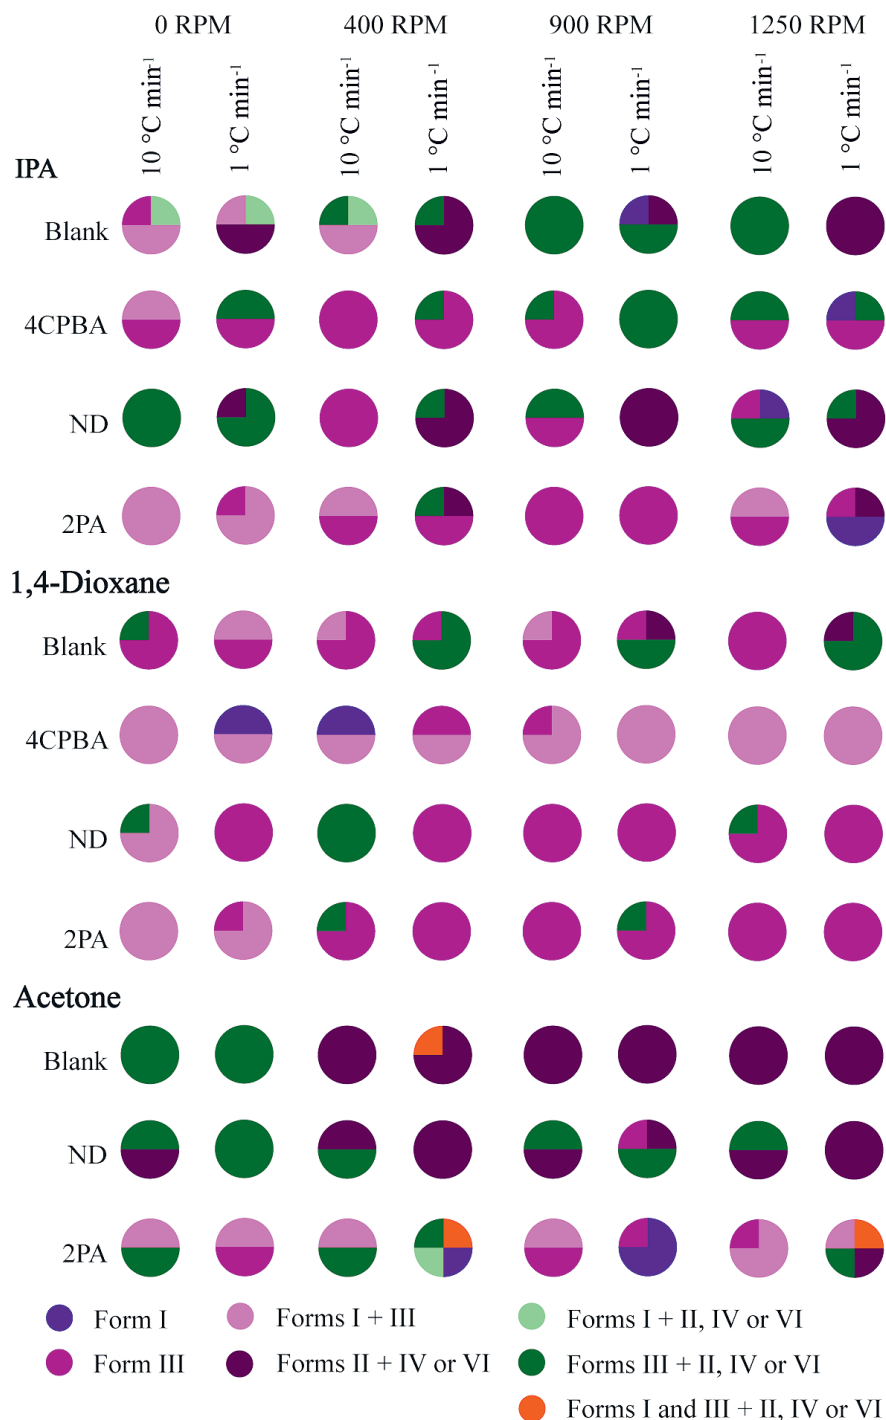 0 RPM 400 RPM 900 RPM 1250 RPM
10 °C min⁻¹ 1 °C min⁻¹ 10 °C min⁻¹ 1 °C min⁻¹ 10 °C min⁻¹ 1 °C min⁻¹ 10 °C min⁻¹ 1 °C min⁻¹
IPA
Blank
4CPBA
ND
2PA
1,4-Dioxane
Blank
4CPBA
ND
2PA
Acetone
Blank
ND
2PA
Form I Forms I + III Forms I + II, IV or VI
Form III Forms II + IV or VI Forms III + II, IV or VI
Forms I and III + II, IV or VI